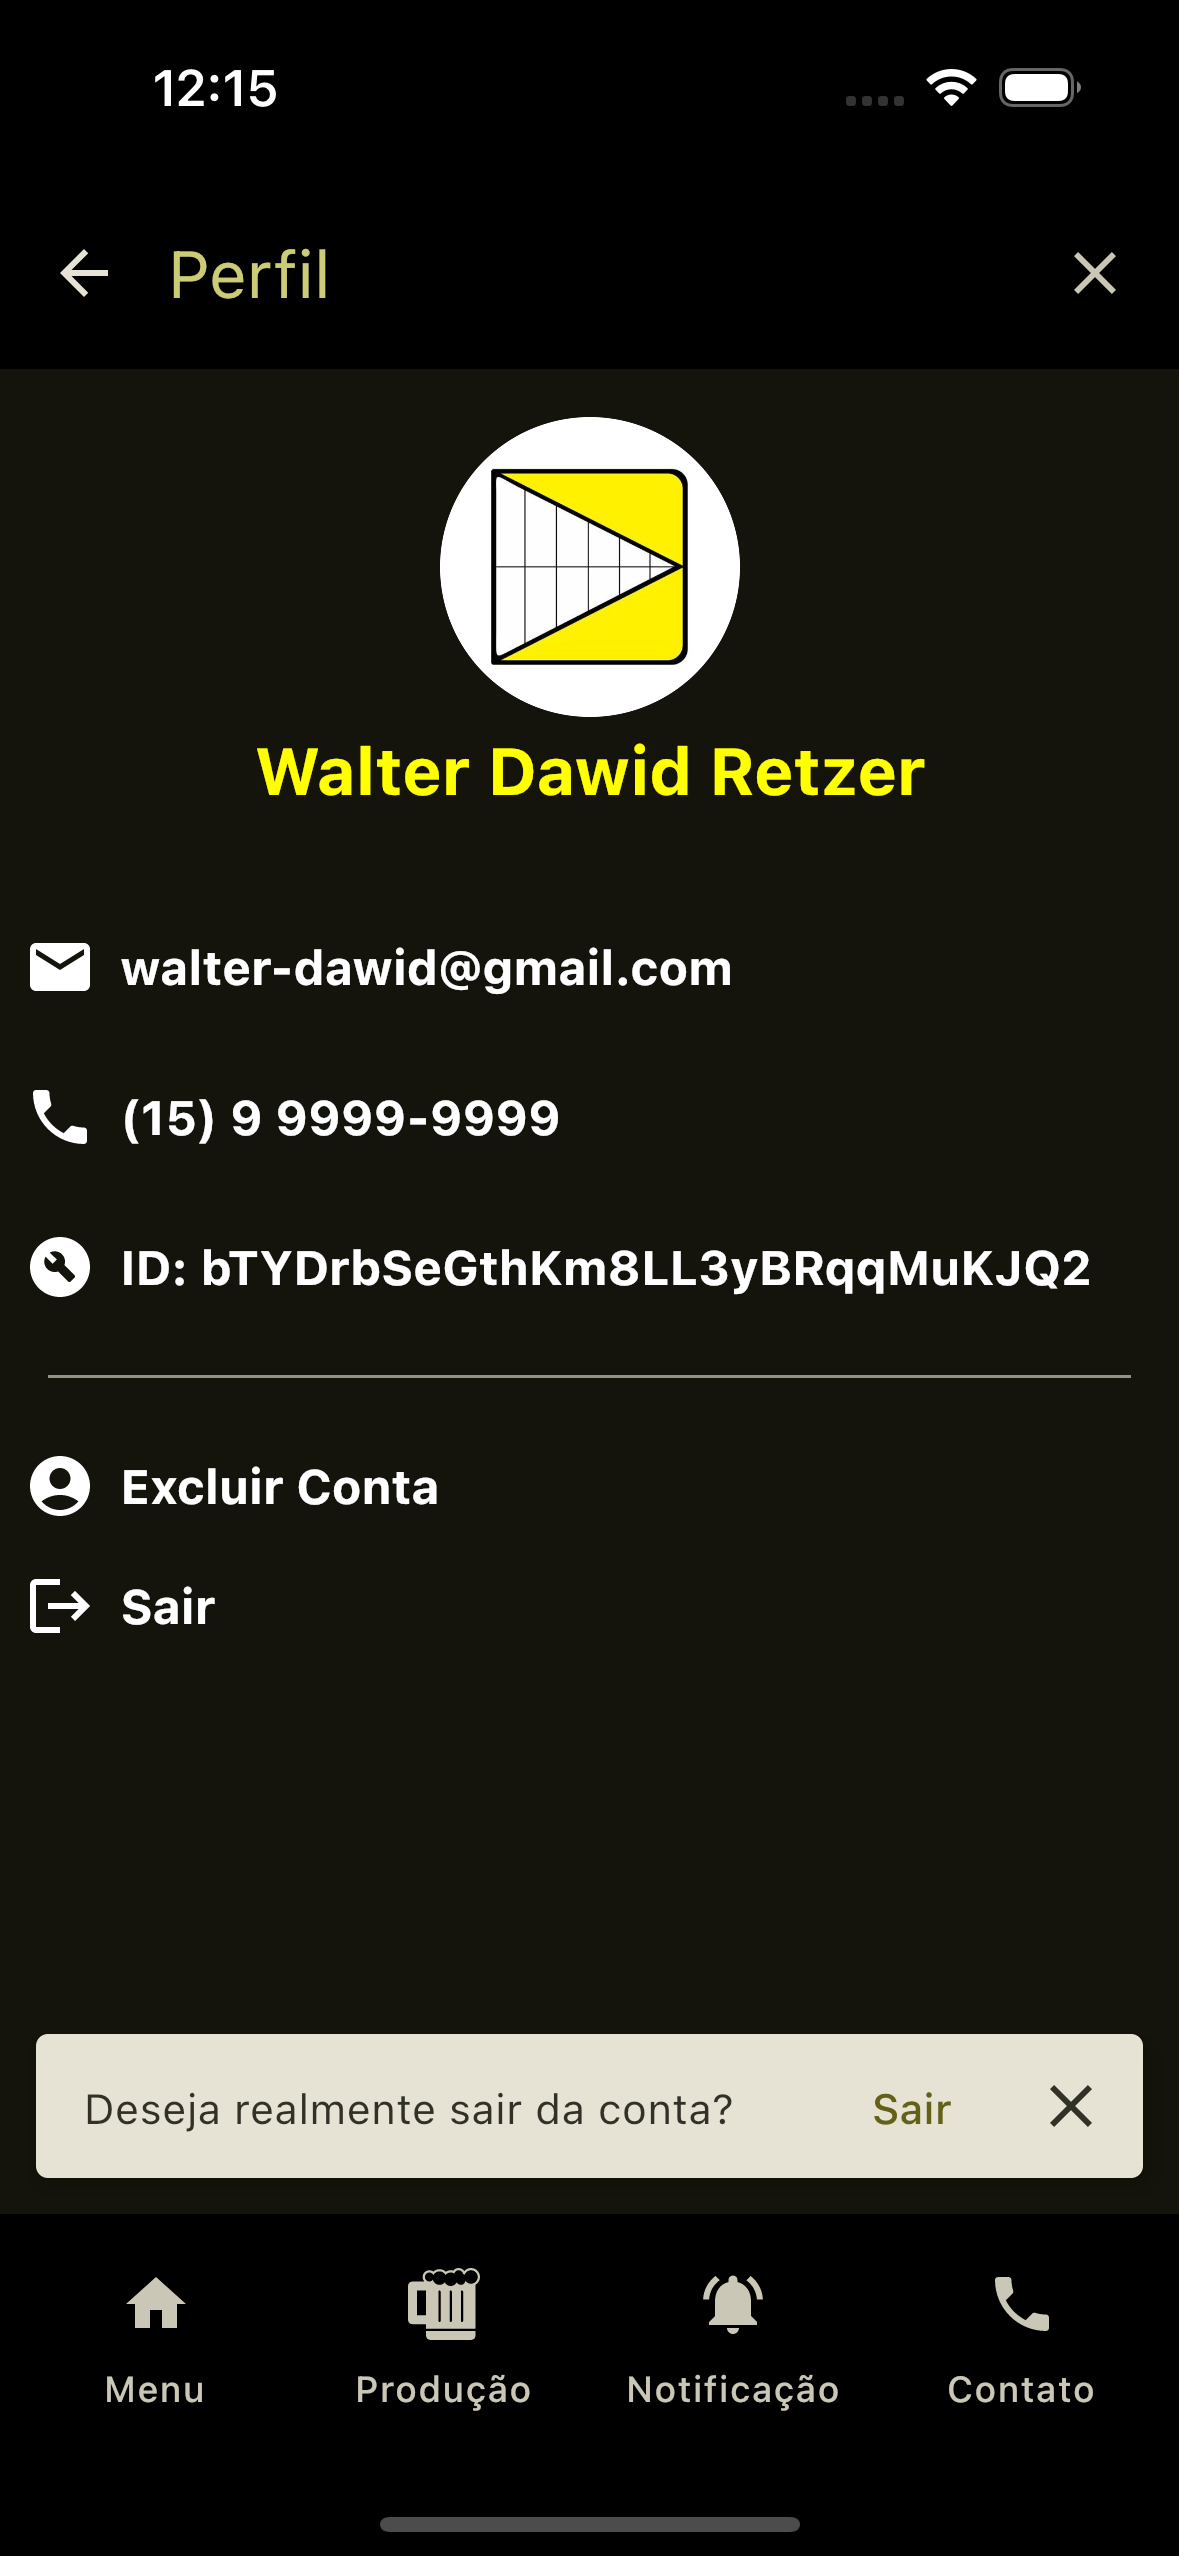 12:15
Perfil
Walter Dawid Retzer
walter-dawid@gmail.com
(15) 9 9999-9999
ID: bTYDrbSeGthKm8LL3yBRqqMuKJQ2
Excluir Conta
Sair
Deseja realmente sair da conta? Sair
Menu Produção Notificação Contato